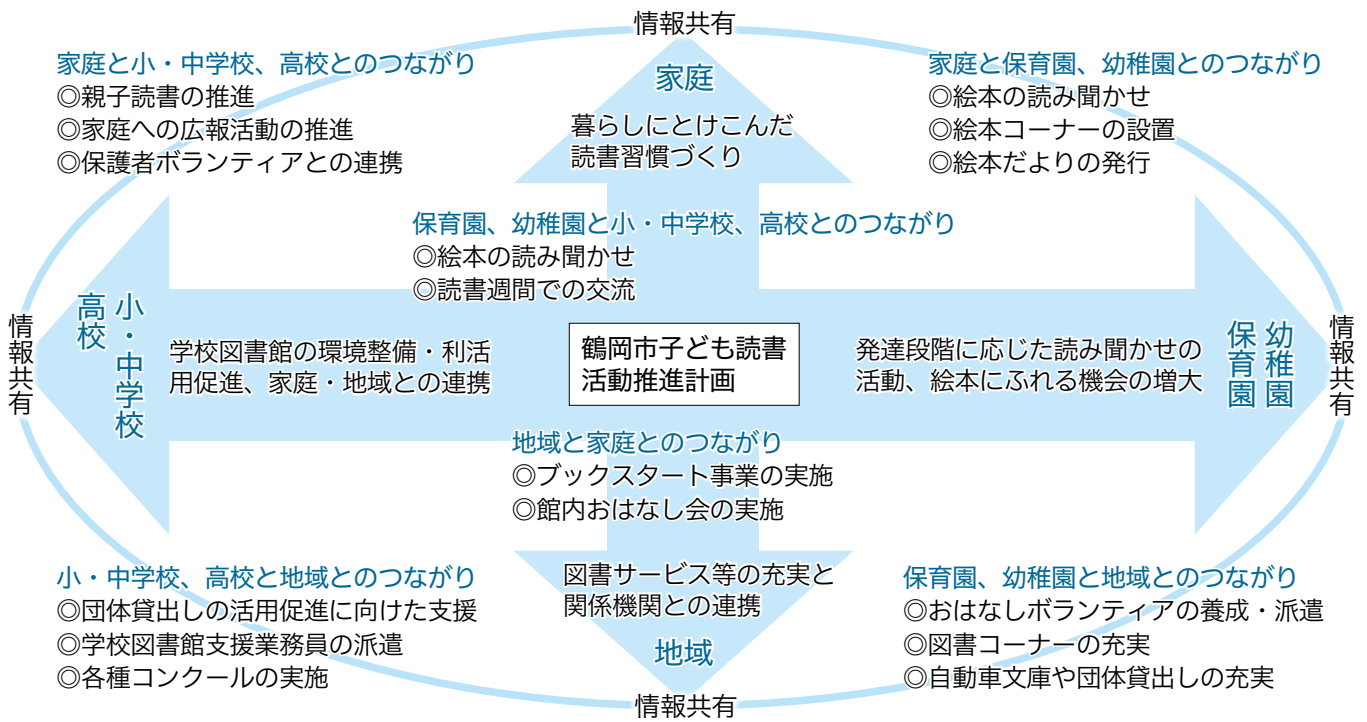 情報共有
家庭と小・中学校、高校とのつながり
◎親子読書の推進
◎家庭への広報活動の推進
◎保護者ボランティアとの連携
家庭
暮らしにとけこんだ
読書習慣づくり
家庭と保育園、幼稚園とのつながり
◎絵本の読み聞かせ
◎絵本コーナーの設置
◎絵本だよりの発行
保育園、幼稚園と小・中学校、高校とのつながり
◎絵本の読み聞かせ
◎読書週間での交流
情報共有
小・中学校
高校
学校図書館の環境整備・利活
用促進、家庭・地域との連携
鶴岡市子ども読書
活動推進計画
発達段階に応じた読み聞かせの
活動、絵本にふれる機会の増大
幼稚園
保育園
情報共有
地域と家庭とのつながり
◎ブックスタート事業の実施
◎館内おはなし会の実施
小・中学校、高校と地域とのつながり
◎団体貸出しの活用促進に向けた支援
◎学校図書館支援業務員の派遣
◎各種コンクールの実施
図書サービス等の充実と
関係機関との連携
地域
保育園、幼稚園と地域とのつながり
◎おはなしボランティアの養成・派遣
◎図書コーナーの充実
◎自動車文庫や団体貸出しの充実
情報共有